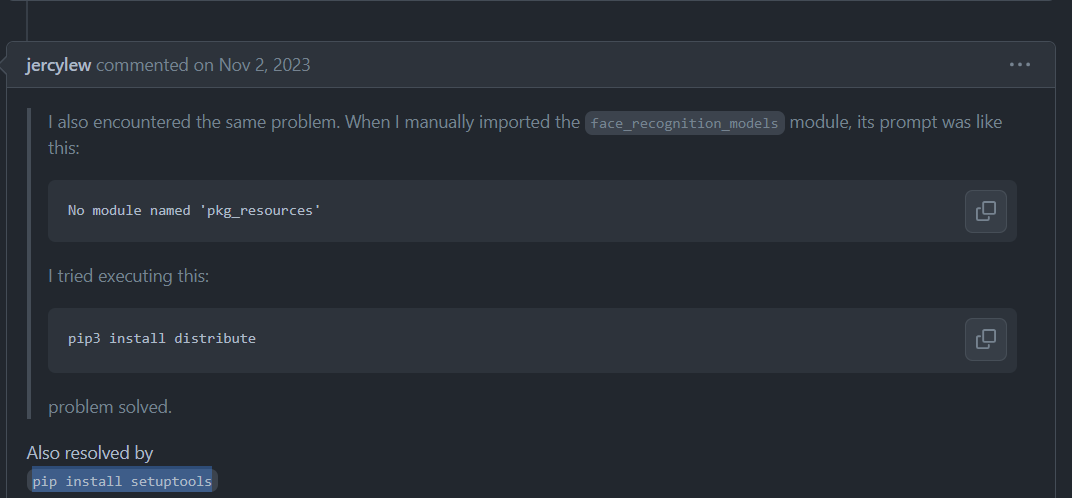 jercylew commented on Nov 2, 2023
I also encountered the same problem. When I manually imported the face_recognition_models module, its prompt was like
this:
No module named 'pkg_resources'
I tried executing this:
pip3 install distribute
problem solved.
Also resolved by
pip install setuptools